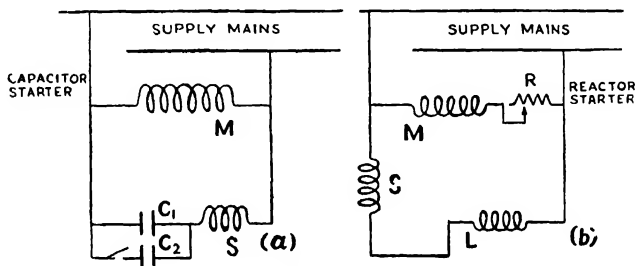 SUPPLY MAINS
SUPPLY MAINS
CAPACITOR
STARTER
R
REACTOR
STARTER
M
M
S
C1
C2
S
(a)
L
(b)